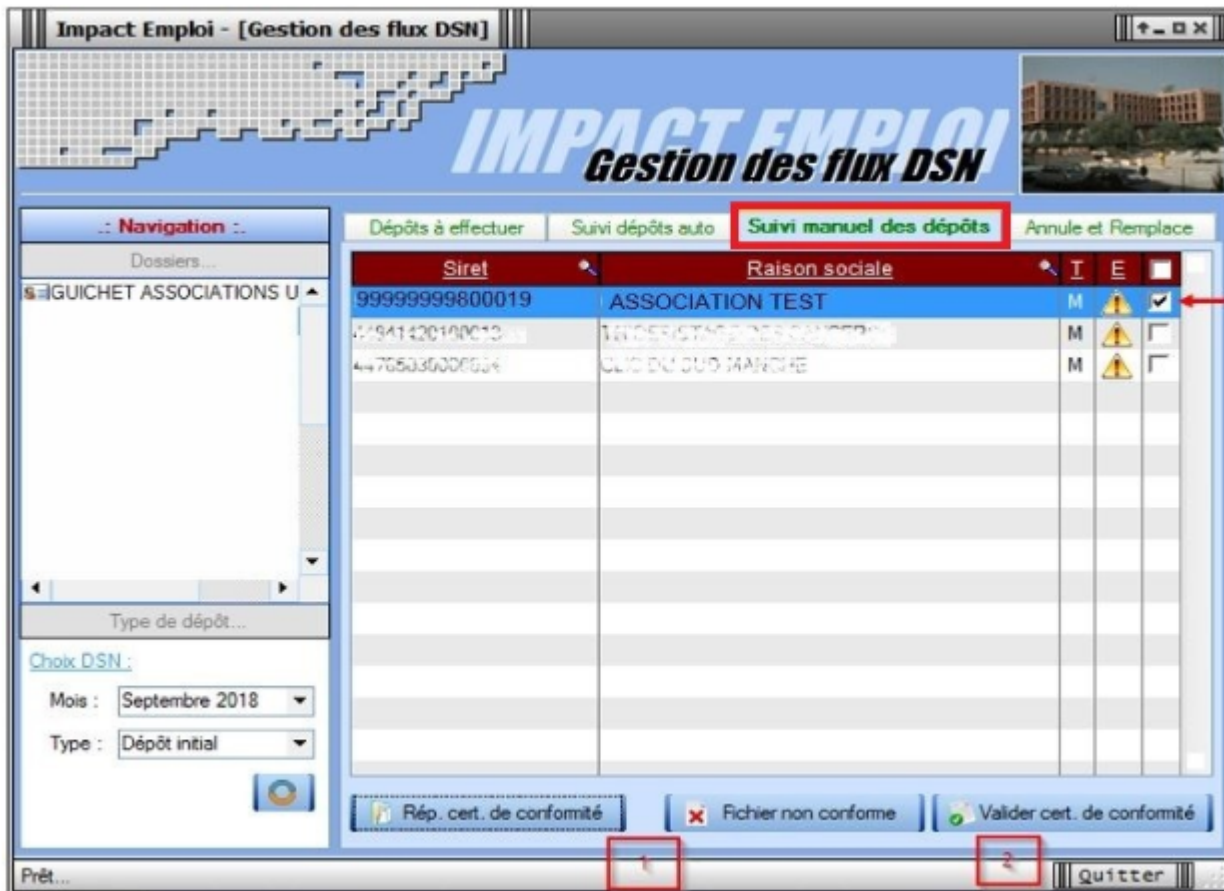 Impact Emploi - [Gestion des flux DSN]
IMPACT EMPLOI
Gestion des flux DSN
.: Navigation :.
Dossiers...
GUICHET ASSOCIATIONS U
Dépôts à effectuer
Suivi dépôts auto
Suivi manuel des dépôts
Annule et Remplace
Siret Raison sociale T E
99999999800019 ASSOCIATION TEST M
M
M
Type de dépôt...
Choix DSN :
Mois : Septembre 2018
Type : Dépôt initial
Rép. cert. de conformité
Fichier non conforme
Valider cert. de conformité
1
2
Prêt...
Quitter